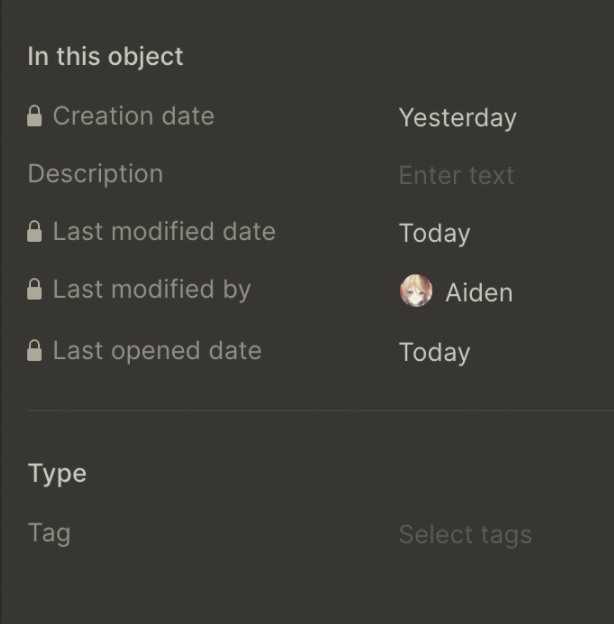 In this object
Creation date Yesterday
Description Enter text
Last modified date Today
Last modified by Aiden
Last opened date Today
Type
Tag Select tags